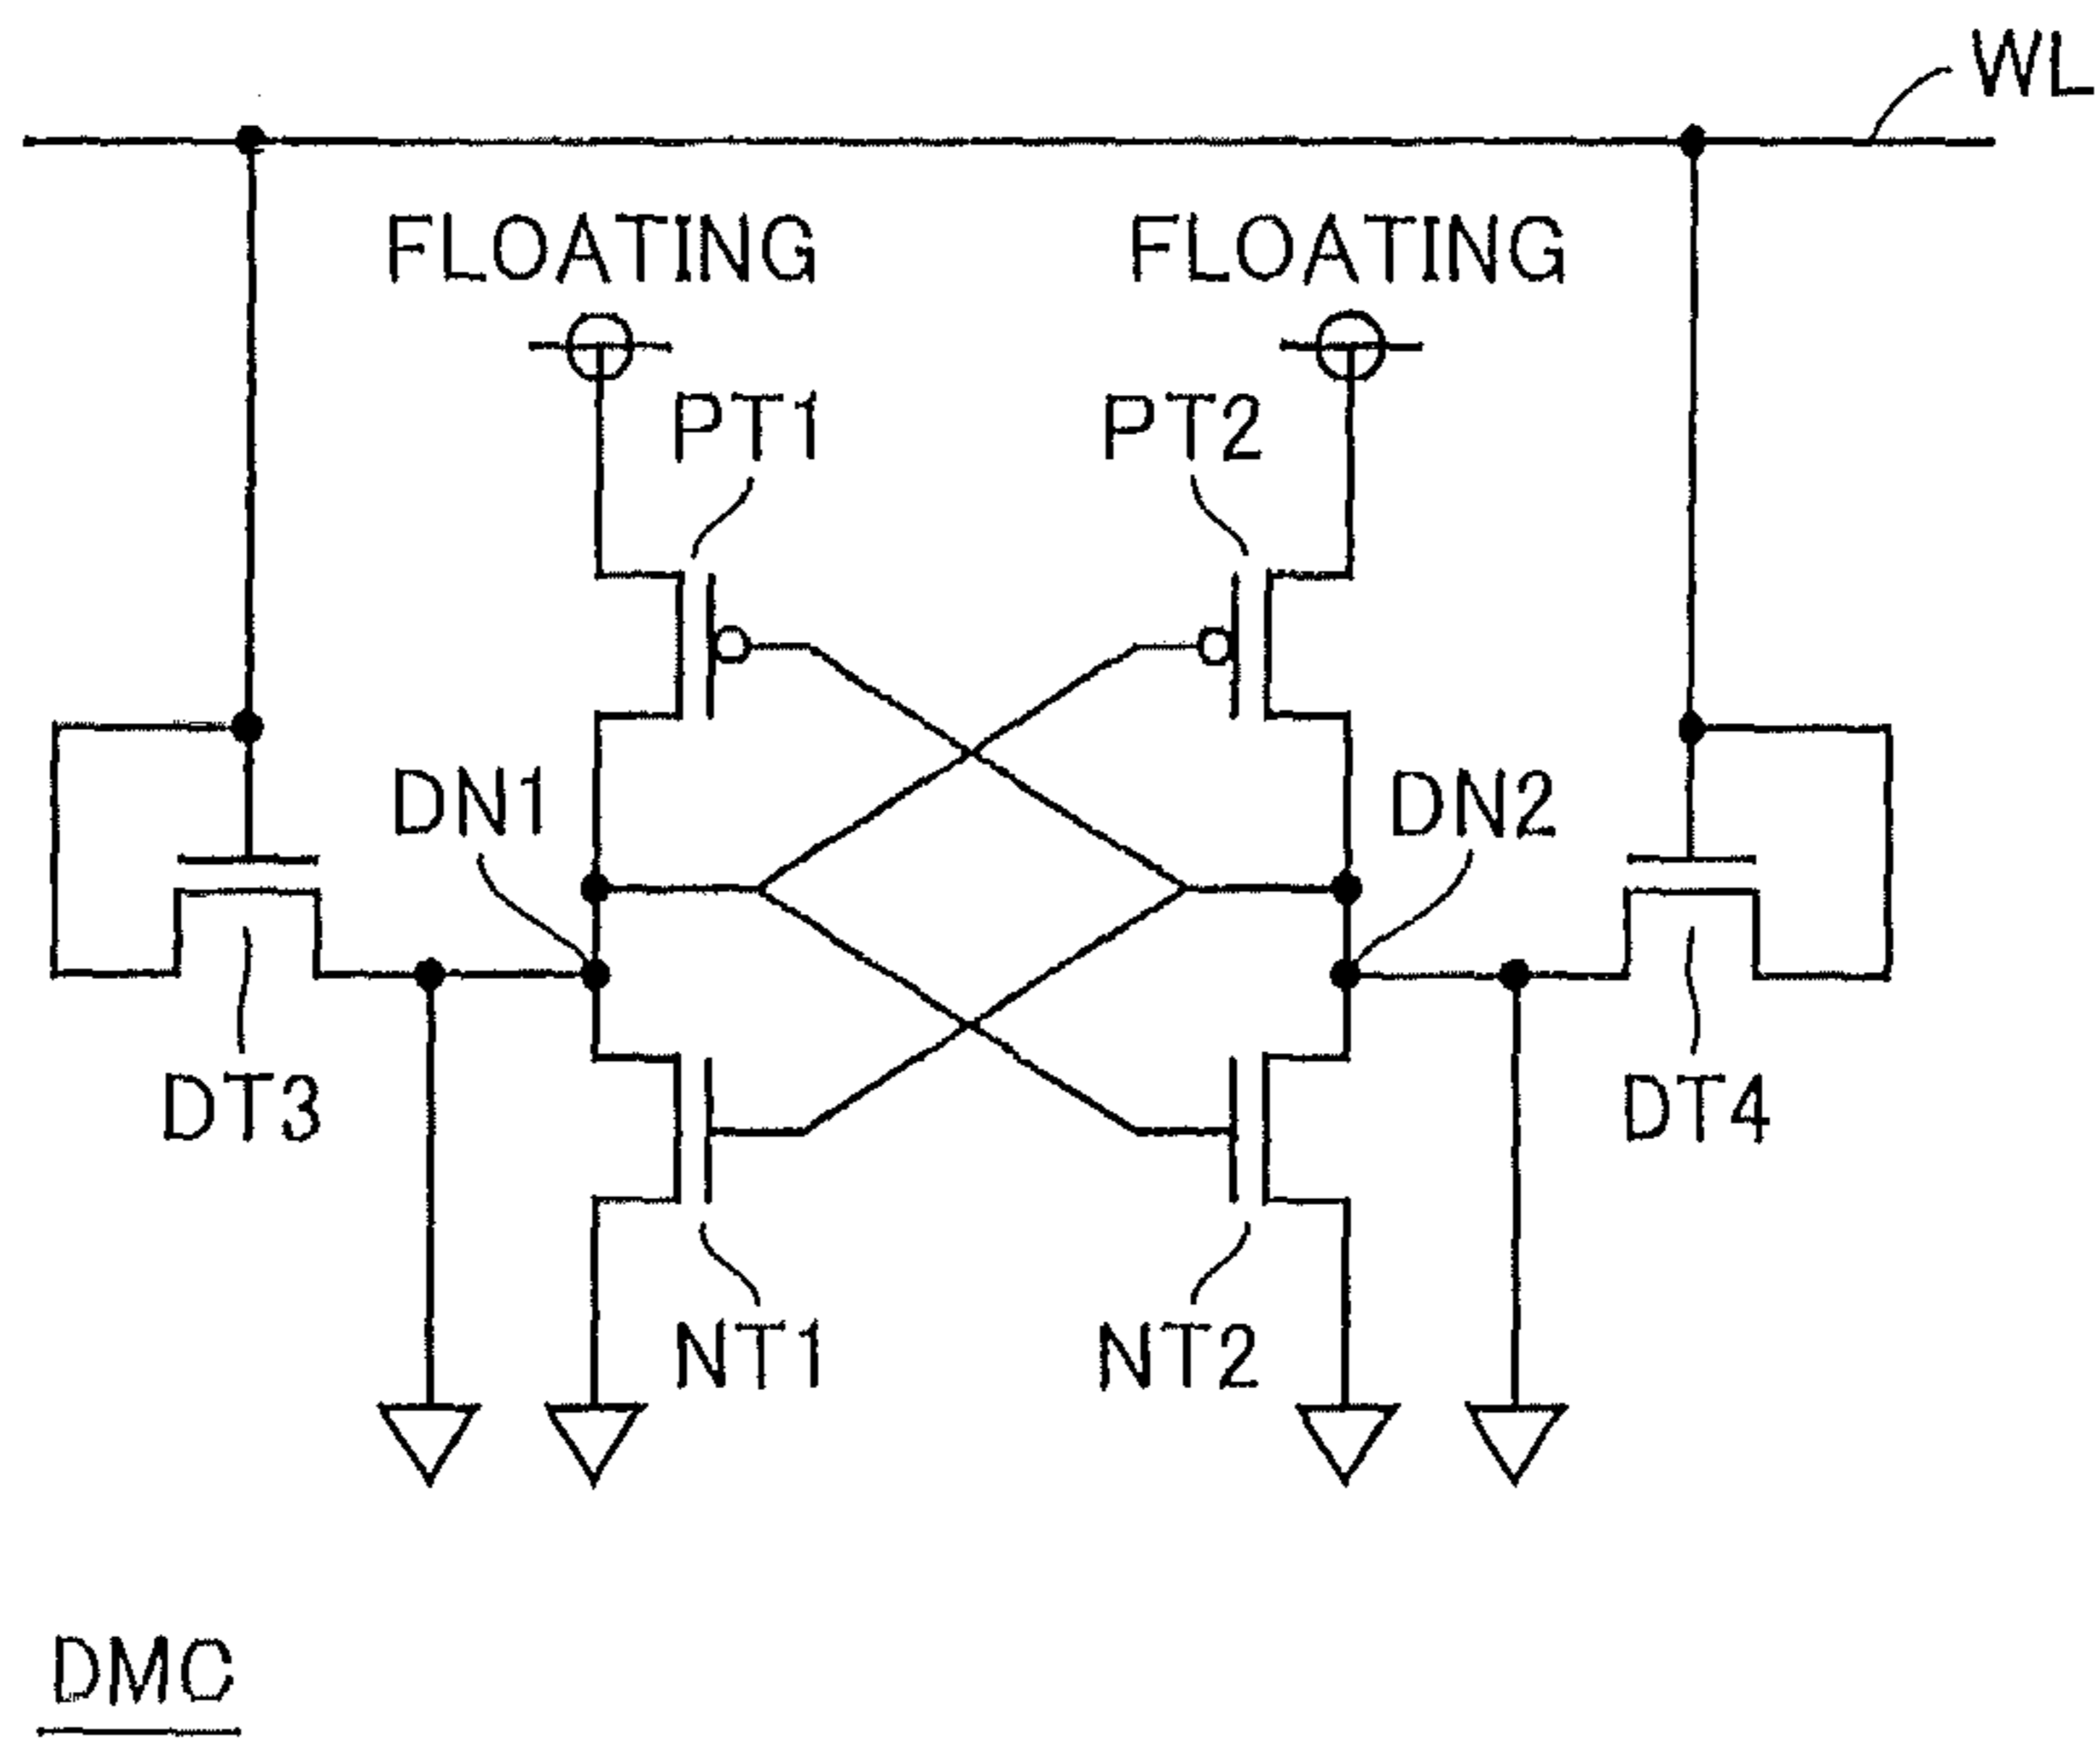 WL
FLOATING FLOATING
PT1 PT2
DN1 DN2
DT3 DT4
NT1 NT2
DMC